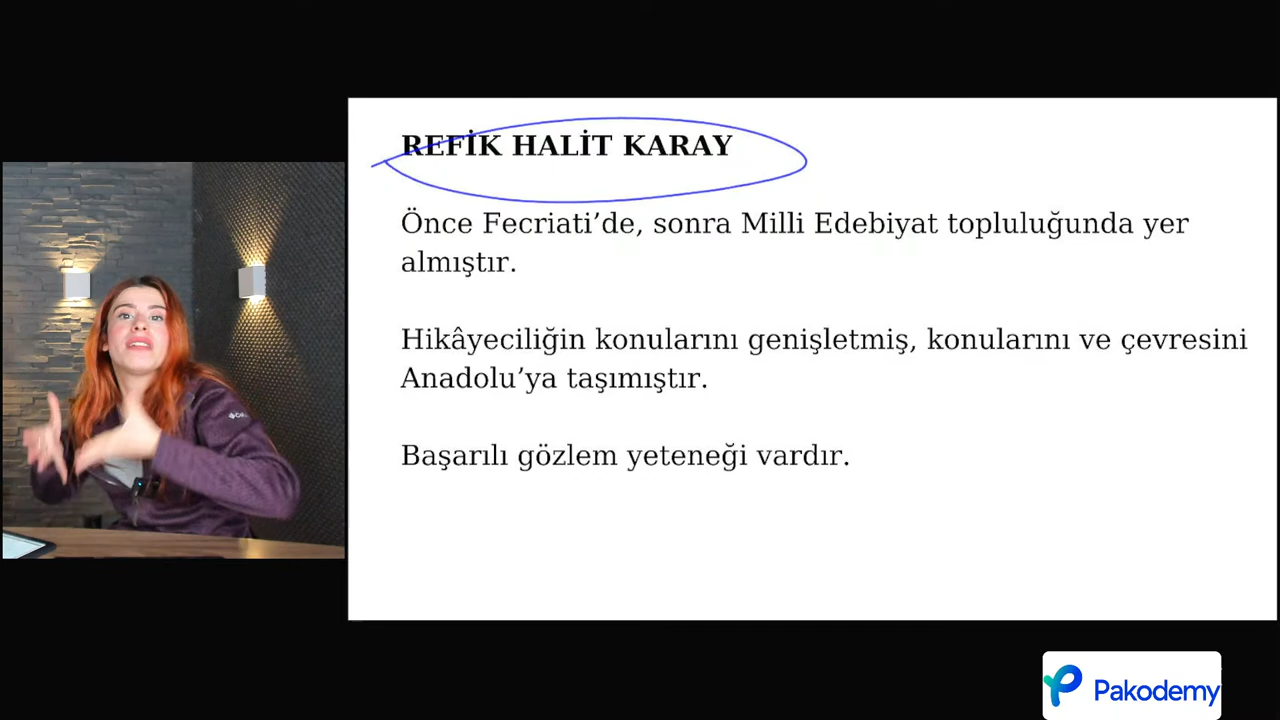 REFİK HALİT KARAY
Önce Fecriati’de, sonra Milli Edebiyat topluluğunda yer
almıştır.
Hikâyeciliğin konularını genişletmiş, konularını ve çevresini
Anadolu’ya taşımıştır.
Başarılı gözlem yeteneği vardır.
Pakodemy